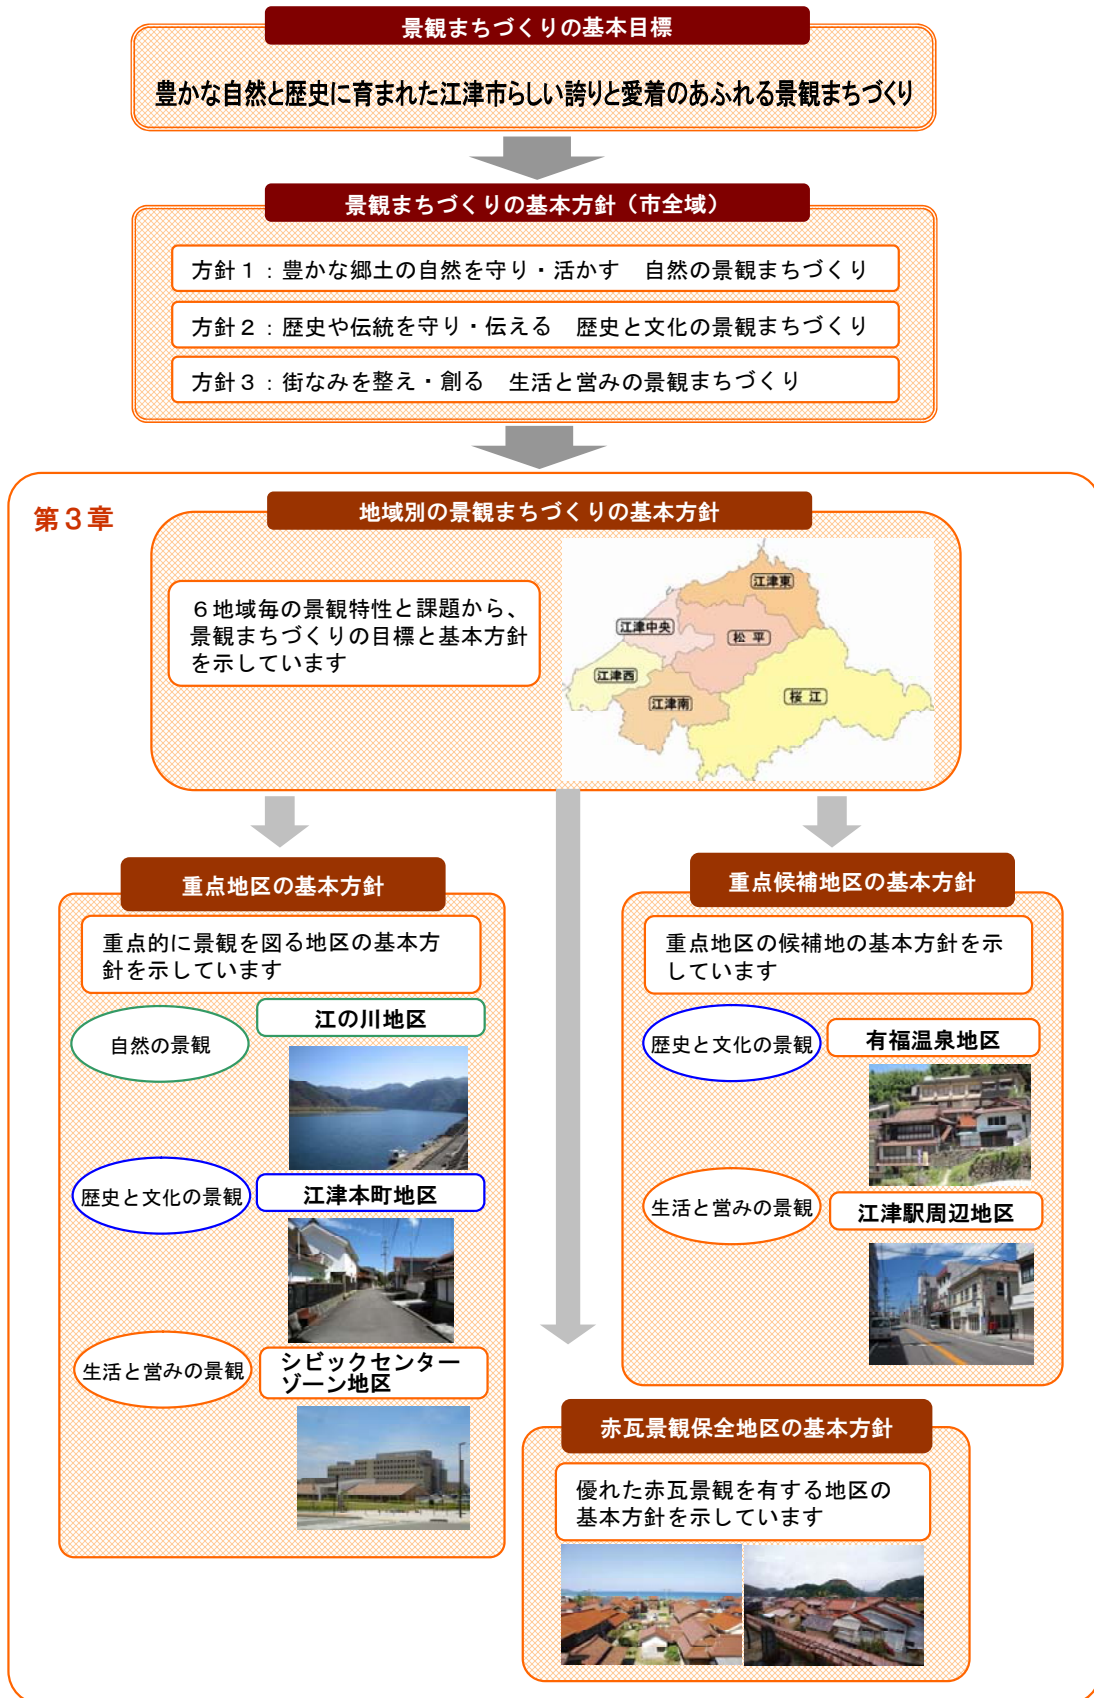 景観まちづくりの基本目標
豊かな自然と歴史に育まれた江津市らしい誇りと愛着のあふれる景観まちづくり
景観まちづくりの基本方針（市全域）
方針１：豊かな郷土の自然を守り・活かす　自然の景観まちづくり
方針２：歴史や伝統を守り・伝える　歴史と文化の景観まちづくり
方針３：街なみを整え・創る　生活と営みの景観まちづくり
第３章
地域別の景観まちづくりの基本方針
６地域毎の景観特性と課題から、
景観まちづくりの目標と基本方針
を示しています
江津東
江津中央
松平
江津西
江津南
桜江
重点地区の基本方針
重点的に景観を図る地区の基本方
針を示しています
自然の景観
江の川地区
歴史と文化の景観
江津本町地区
生活と営みの景観
シビックセンター
ゾーン地区
重点候補地区の基本方針
重点地区の候補地の基本方針を示
しています
歴史と文化の景観
有福温泉地区
生活と営みの景観
江津駅周辺地区
赤瓦景観保全地区の基本方針
優れた赤瓦景観を有する地区の
基本方針を示しています